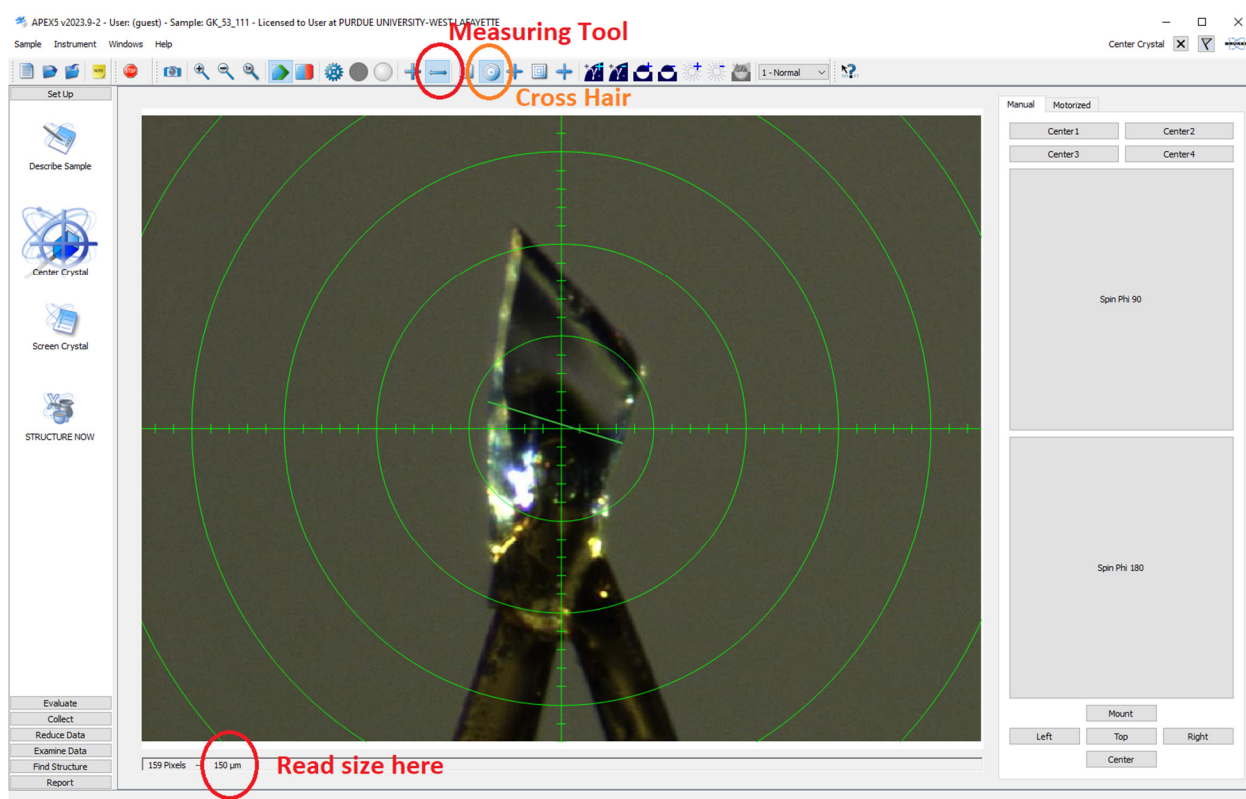 APEX5 v2023.9-2 - User: (guest) - Sample: GK_53_111 - Licensed to User at PURDUE UNIVERSITY-WEST LAFAYETTE
Sample Instrument Windows Help
Measuring Tool
Center Crystal
NOTE
STOP
1x
1 - Normal
Cross Hair
Set Up
Describe Sample
Center Crystal
Screen Crystal
STRUCTURE NOW
Manual Motorized
Center1 Center2
Center3 Center4
Spin Phi 90
Spin Phi 180
Mount
Left Top Right
Center
Evaluate
Collect
Reduce Data
Examine Data
Find Structure
Report
159 Pixels -- 150 µm
Read size here